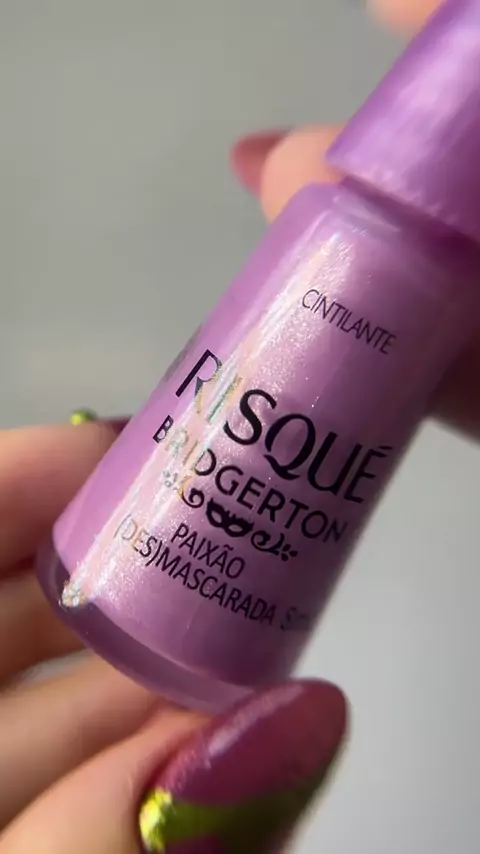 CINTILANTE
RISQUÉ
BRIDGERTON
PAIXÃO
(DES)MASCARADA